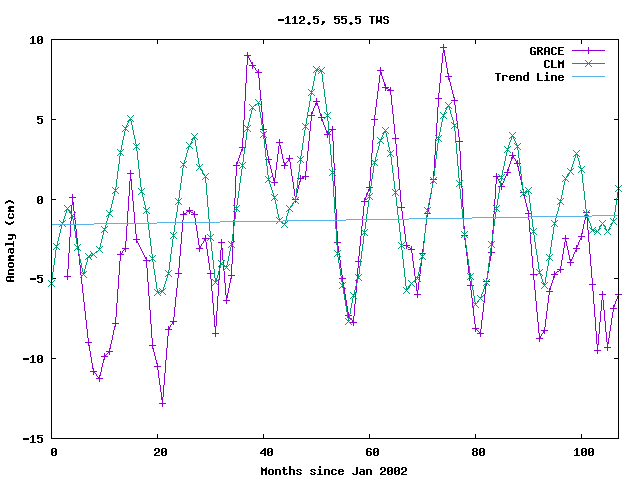 -112.5, 55.5 TWS
GRACE
CLM
Trend Line
10
5
0
-5
-10
-15
Anomaly (cm)
0 20 40 60 80 100
Months since Jan 2002